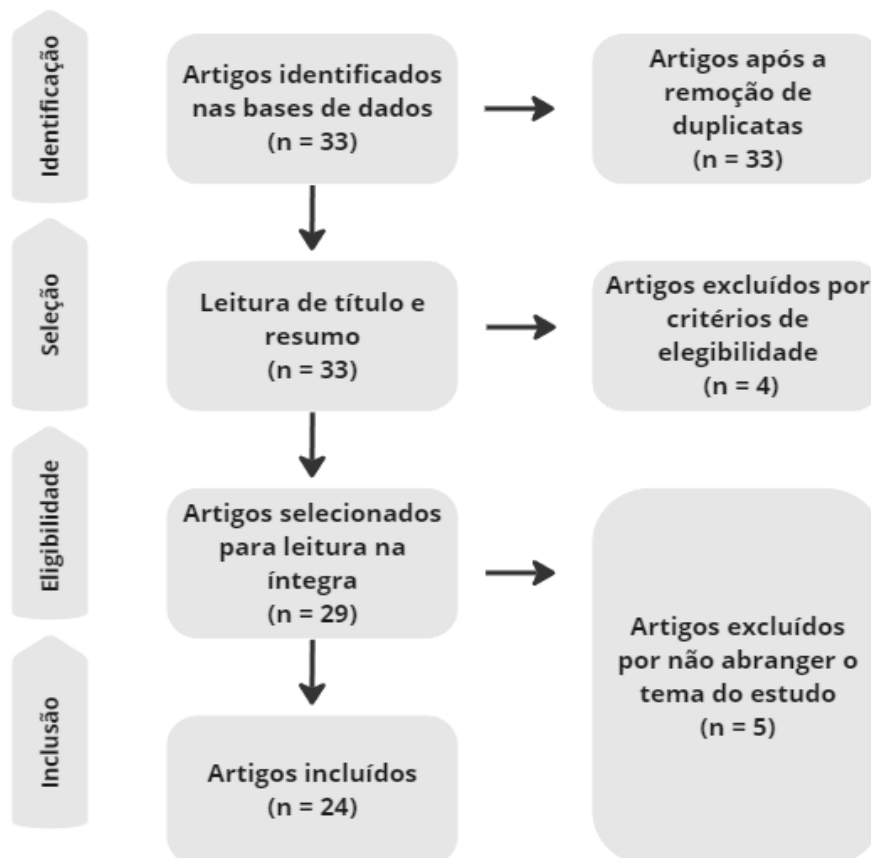 Identificação
Artigos identificados
nas bases de dados
(n = 33)
Artigos após a
remoção de
duplicatas
(n = 33)
Seleção
Leitura de título e
resumo
(n = 33)
Artigos excluídos por
critérios de
elegibilidade
(n = 4)
Eligibilidade
Artigos selecionados
para leitura na
íntegra
(n = 29)
Artigos excluídos
por não abranger o
tema do estudo
(n = 5)
Inclusão
Artigos incluídos
(n = 24)